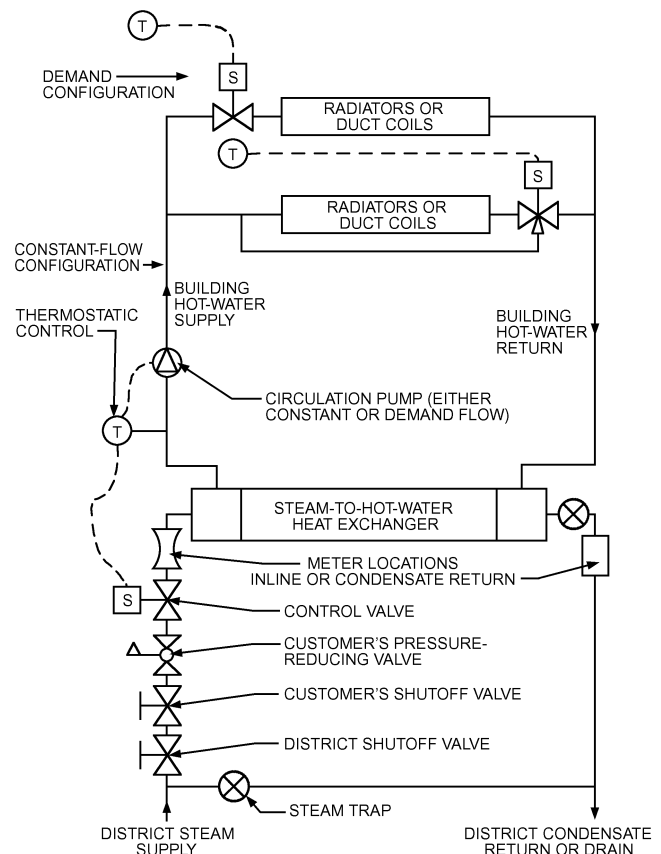 T
S
DEMAND
CONFIGURATION
RADIATORS OR
DUCT COILS
T
S
RADIATORS OR
DUCT COILS
CONSTANT-FLOW
CONFIGURATION
BUILDING
HOT-WATER
SUPPLY
THERMOSTATIC
CONTROL
BUILDING
HOT-WATER
RETURN
CIRCULATION PUMP (EITHER
CONSTANT OR DEMAND FLOW)
T
STEAM-TO-HOT-WATER
HEAT EXCHANGER
METER LOCATIONS
INLINE OR CONDENSATE RETURN
S
CONTROL VALVE
CUSTOMER'S PRESSURE-
REDUCING VALVE
CUSTOMER'S SHUTOFF VALVE
DISTRICT SHUTOFF VALVE
STEAM TRAP
DISTRICT STEAM
SUPPLY
DISTRICT CONDENSATE
RETURN OR DRAIN